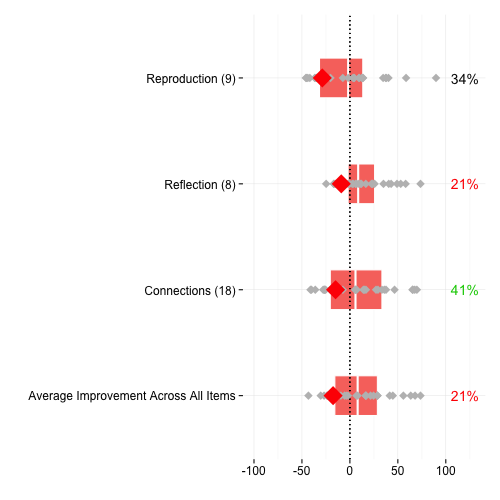 Reproduction (9) 34%
Reflection (8) 21%
Connections (18) 41%
Average Improvement Across All Items 21%
-100 -50 0 50 100